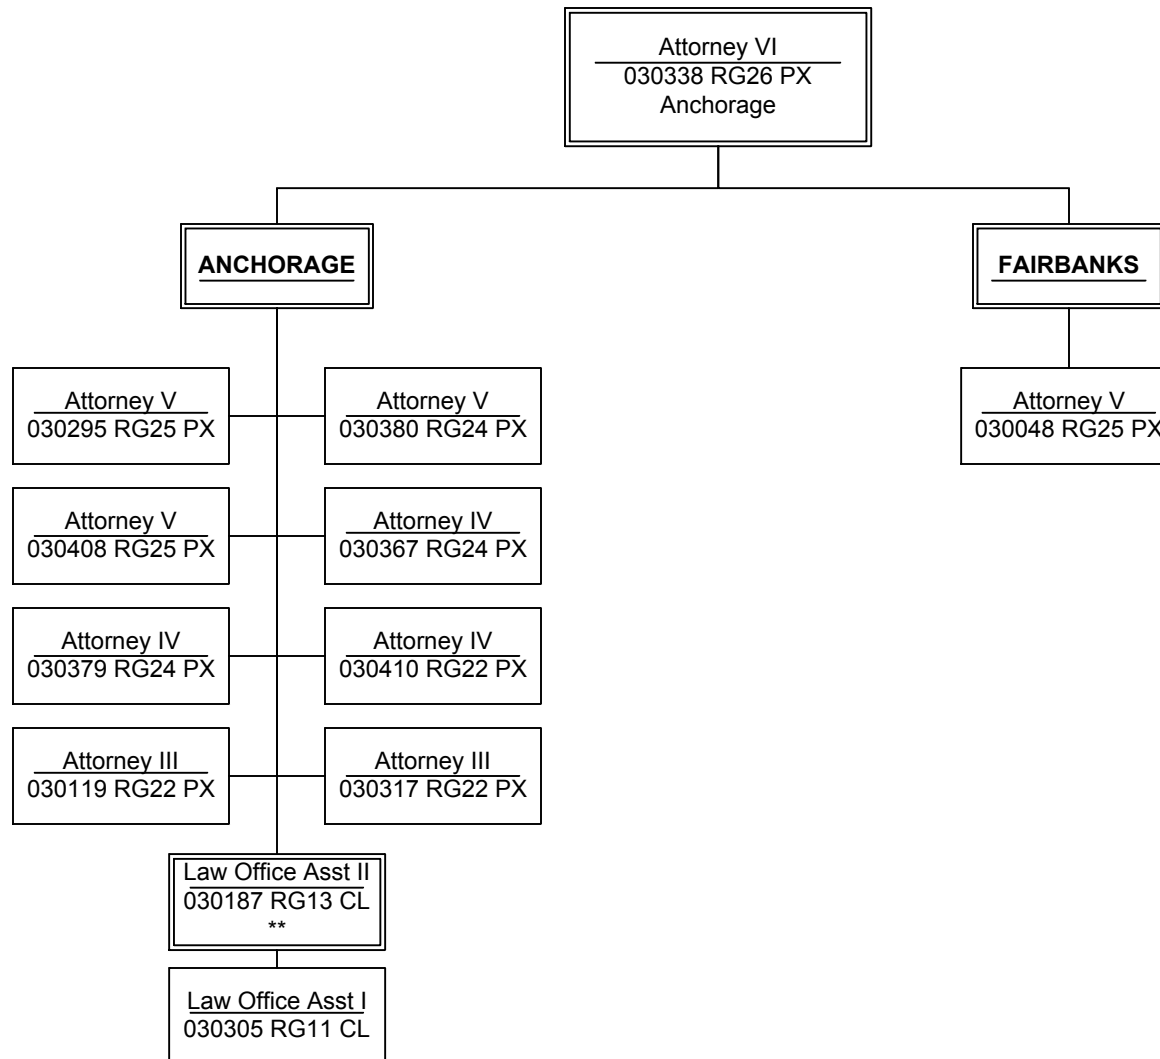 Attorney VI
030338 RG26 PX
Anchorage
ANCHORAGE
FAIRBANKS
Attorney V
030295 RG25 PX
Attorney V
030380 RG24 PX
Attorney V
030048 RG25 PX
Attorney V
030408 RG25 PX
Attorney IV
030367 RG24 PX
Attorney IV
030379 RG24 PX
Attorney IV
030410 RG22 PX
Attorney III
030119 RG22 PX
Attorney III
030317 RG22 PX
Law Office Asst II
030187 RG13 CL
**
Law Office Asst I
030305 RG11 CL